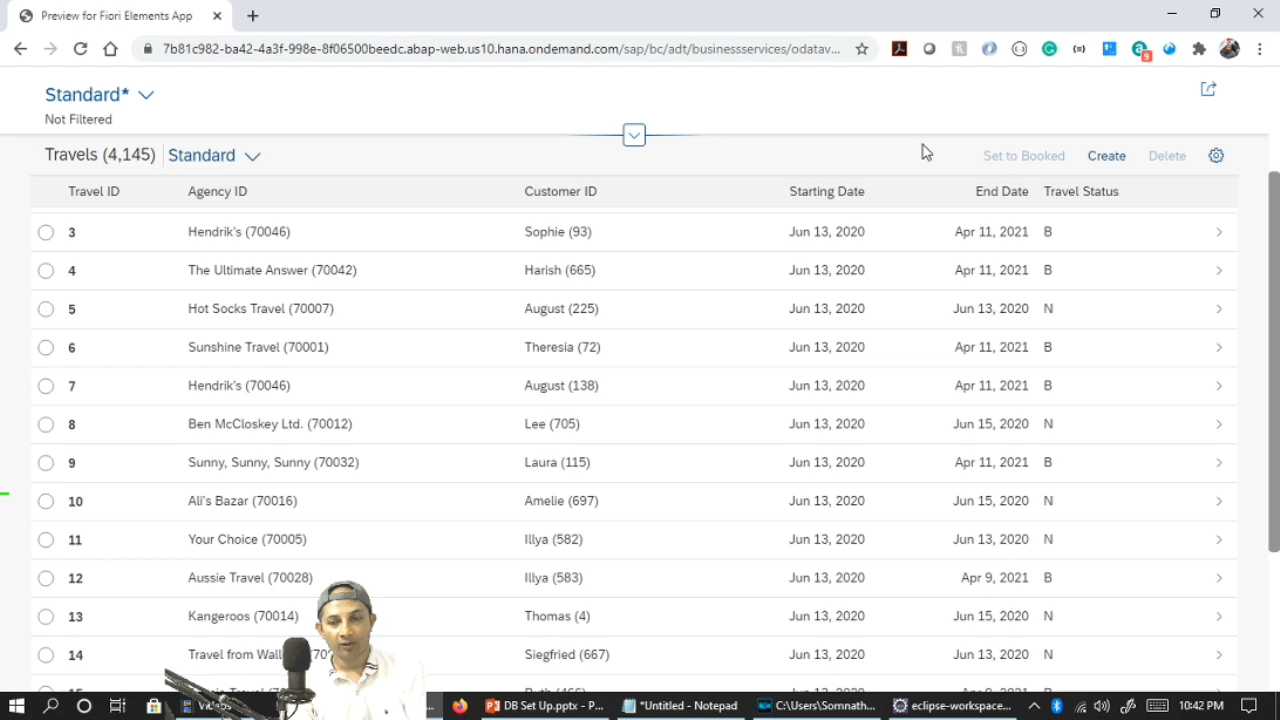 Preview for Fiori Elements App
7b81c982-ba42-4a3f-998e-8f06500beedc.abap-web.us10.hana.ondemand.com/sap/bc/adt/businessservices/odatav...
9
Standard*
Not Filtered
Travels (4,145) Standard Set to Booked Create Delete
Travel ID Agency ID Customer ID Starting Date End Date Travel Status
3 Hendrik's (70046) Sophie (93) Jun 13, 2020 Apr 11, 2021 B
4 The Ultimate Answer (70042) Harish (665) Jun 13, 2020 Apr 11, 2021 B
5 Hot Socks Travel (70007) August (225) Jun 13, 2020 Jun 13, 2020 N
6 Sunshine Travel (70001) Theresia (72) Jun 13, 2020 Apr 11, 2021 B
7 Hendrik's (70046) August (138) Jun 13, 2020 Apr 11, 2021 B
8 Ben McCloskey Ltd. (70012) Lee (705) Jun 13, 2020 Jun 15, 2020 N
9 Sunny, Sunny, Sunny (70032) Laura (115) Jun 13, 2020 Apr 11, 2021 B
10 Ali's Bazar (70016) Amelie (697) Jun 13, 2020 Jun 15, 2020 N
11 Your Choice (70005) Illya (582) Jun 13, 2020 Jun 13, 2020 N
12 Aussie Travel (70028) Illya (583) Jun 13, 2020 Apr 9, 2021 B
13 Kangeroos (70014) Thomas (4) Jun 13, 2020 Jun 15, 2020 N
14 Travel from Wal Siegfried (667) Jun 13, 2020 Jun 13, 2020 N
DB Set Up.pptx - P... *Untitled - Notepad C:\Users\Somnath... eclipse-workspace... 10:42 PM